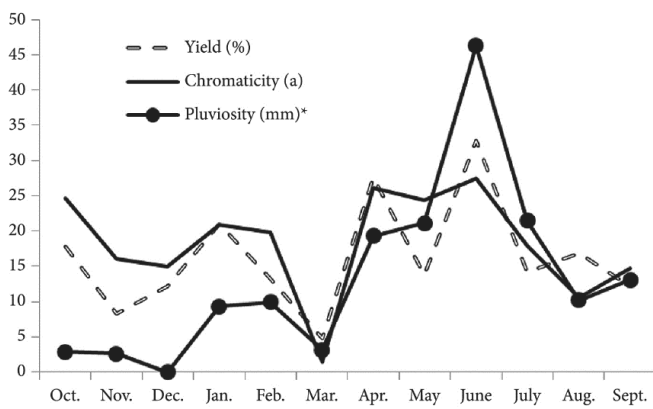 50
45
40
35
30
25
20
15
10
5
0
Yield (%)
Chromaticity (a)
Pluviosity (mm)*
Oct. Nov. Dec. Jan. Feb. Mar. Apr. May June July Aug. Sept.